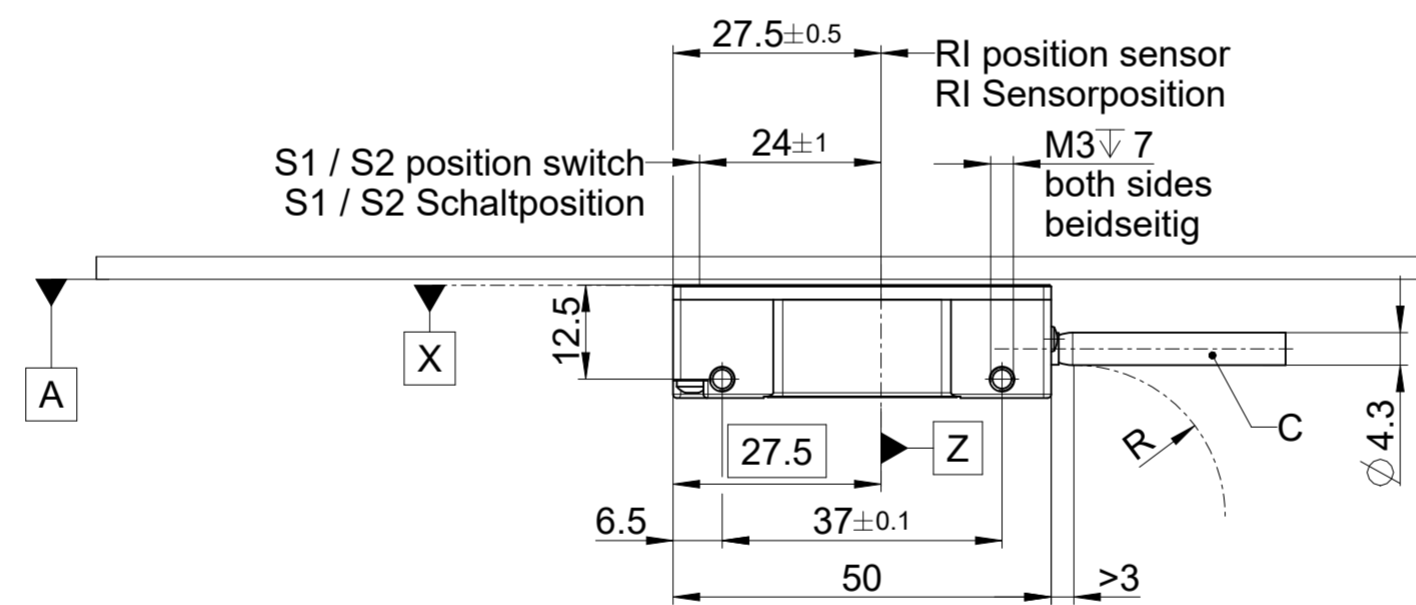 27.5±0.5
RI position sensor
RI Sensorposition
24±1
S1 / S2 position switch
S1 / S2 Schaltposition
M3↧ 7
both sides
beidseitig
A
X
12.5
27.5
Z
R
C
⌀ 4.3
6.5
37±0.1
50
>3